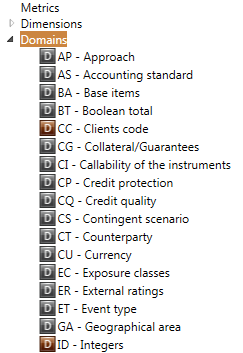 Metrics
Dimensions
Domains
D AP - Approach
D AS - Accounting standard
D BA - Base items
D BT - Boolean total
D CC - Clients code
D CG - Collateral/Guarantees
D CI - Callability of the instruments
D CP - Credit protection
D CQ - Credit quality
D CS - Contingent scenario
D CT - Counterparty
D CU - Currency
D EC - Exposure classes
D ER - External ratings
D ET - Event type
D GA - Geographical area
D ID - Integers